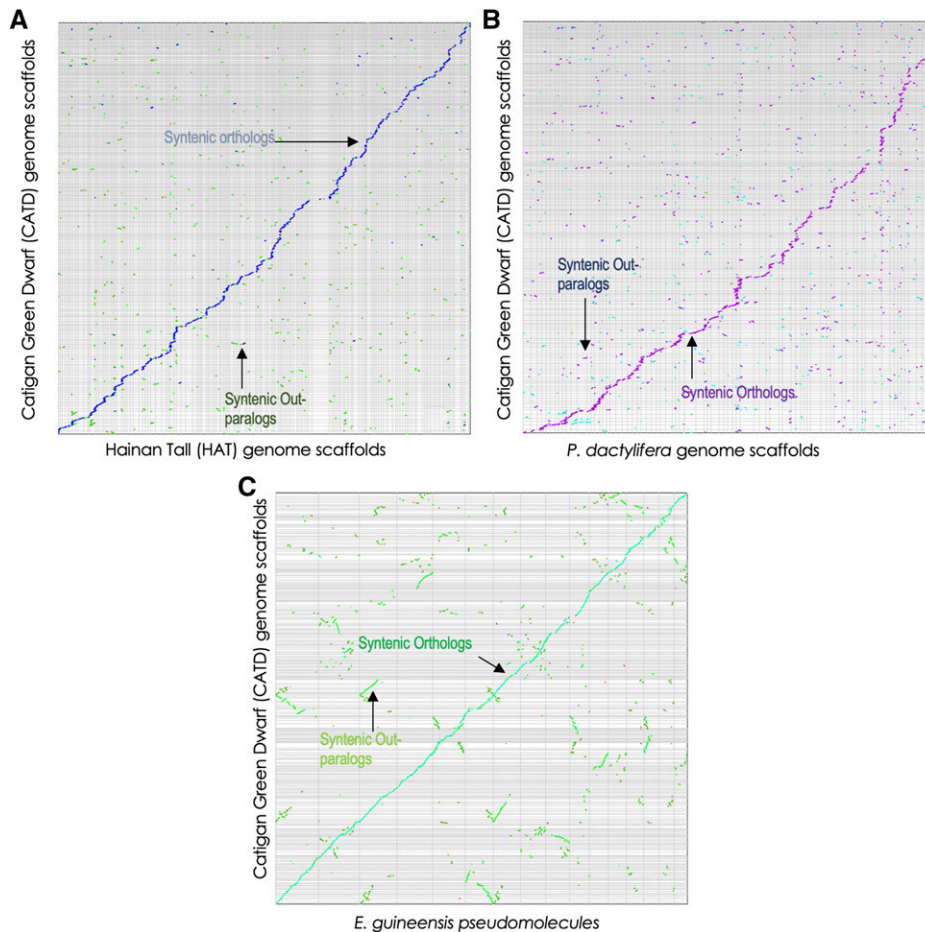 A
Catigan Green Dwarf (CATD) genome scaffolds
Syntenic orthologs
Syntenic Out-
paralogs
Hainan Tall (HAT) genome scaffolds
B
Catigan Green Dwarf (CATD) genome scaffolds
Syntenic Out-
paralogs
Syntenic Orthologs.
P. dactylifera genome scaffolds
C
Catigan Green Dwarf (CATD) genome scaffolds
Syntenic Orthologs
Syntenic Out-
paralogs
E. guineensis pseudomolecules